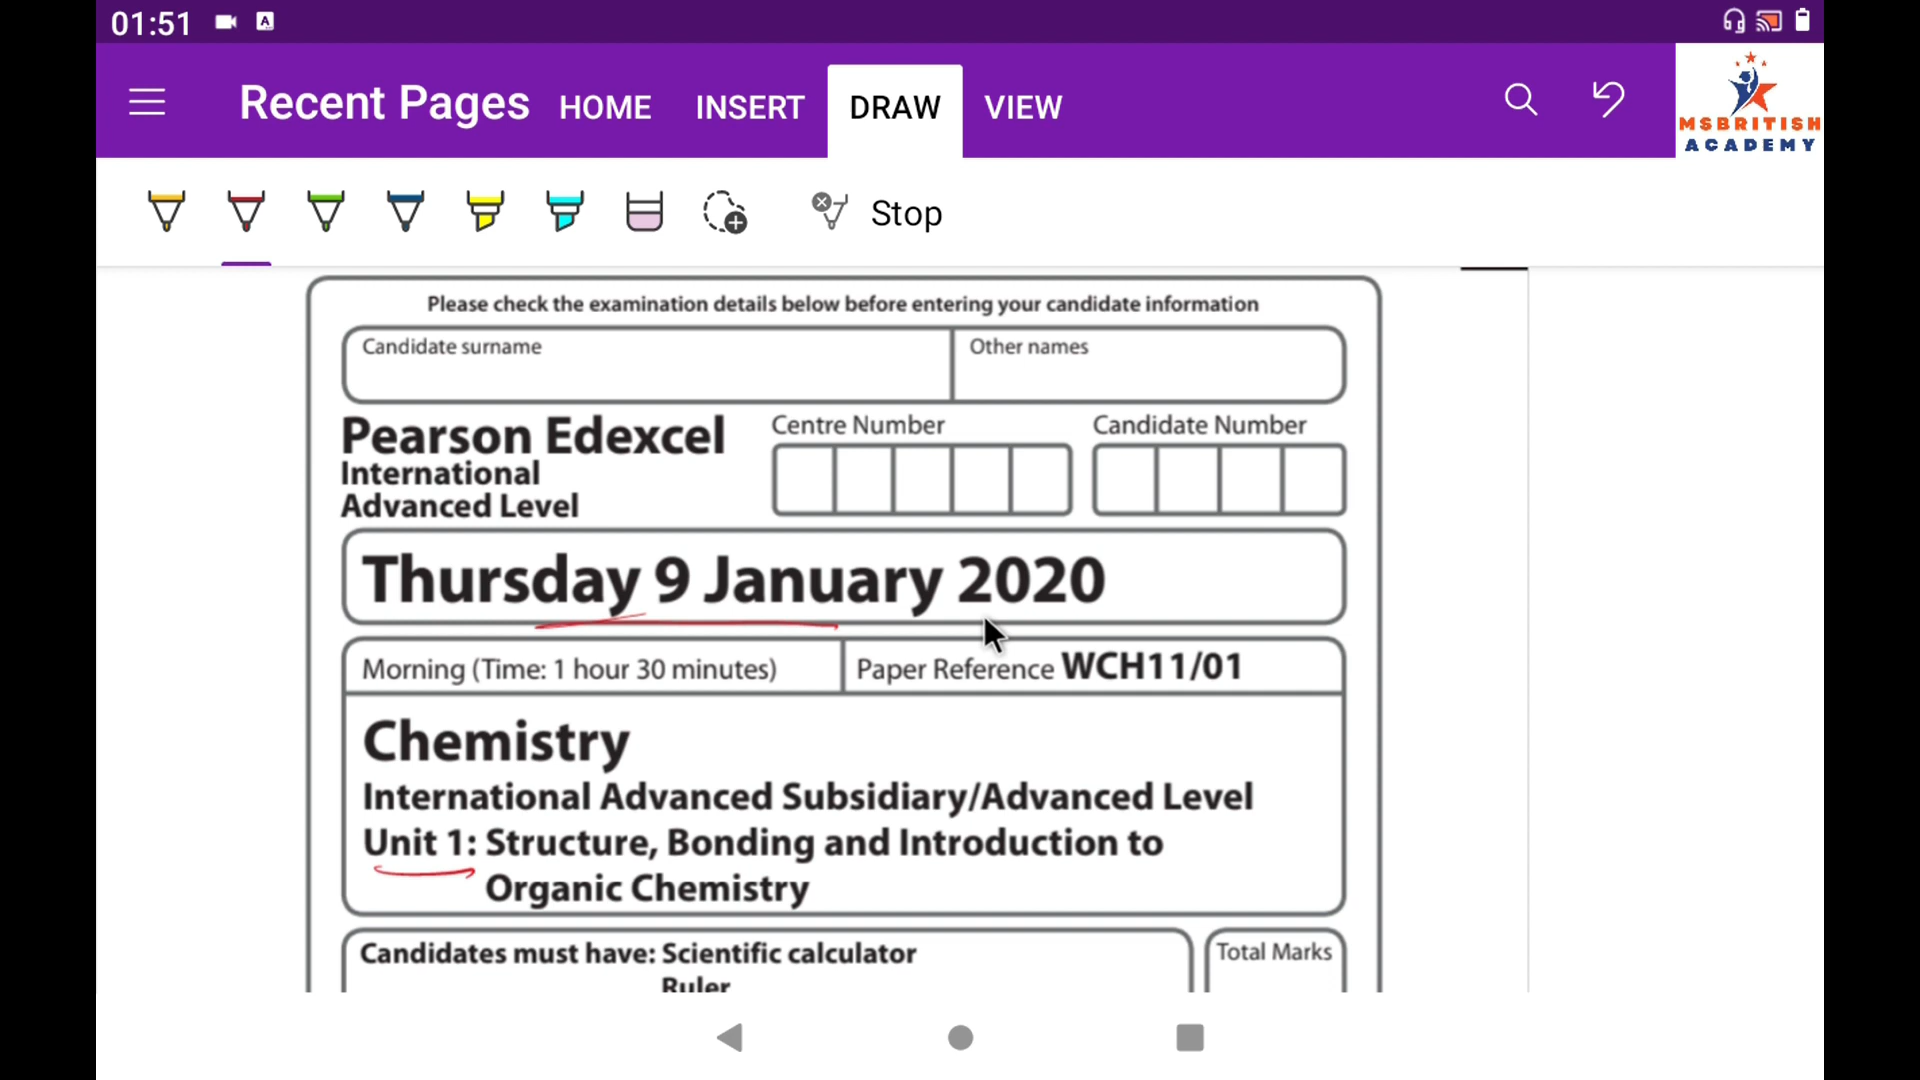 01:51 A
Recent Pages HOME INSERT DRAW VIEW
MSBRITISH
ACADEMY
Stop
Please check the examination details below before entering your candidate information
Candidate surname Other names
Pearson Edexcel
International
Advanced Level
Centre Number Candidate Number
Thursday 9 January 2020
Morning (Time: 1 hour 30 minutes) Paper Reference WCH11/01
Chemistry
International Advanced Subsidiary/Advanced Level
Unit 1: Structure, Bonding and Introduction to
Organic Chemistry
Candidates must have: Scientific calculator Total Marks
Ruler